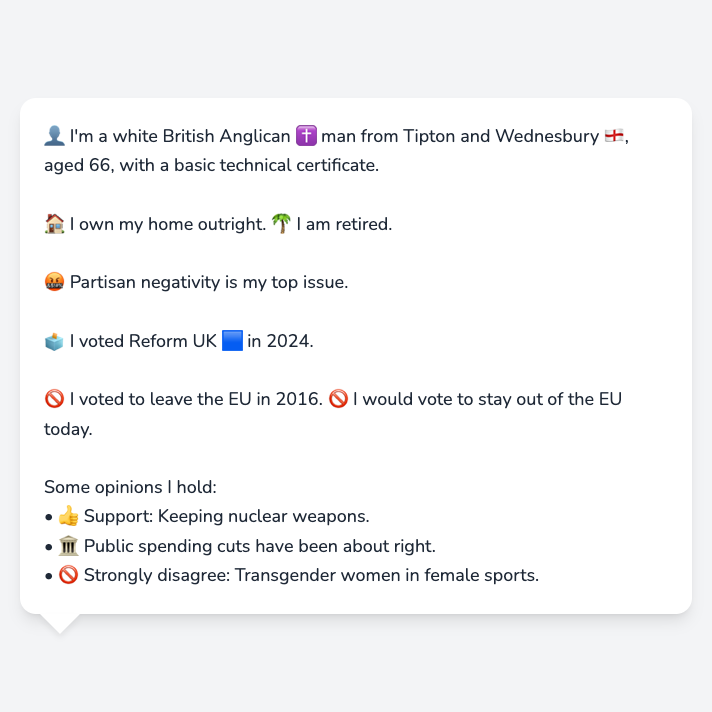 👤 I'm a white British Anglican ✝️ man from Tipton and Wednesbury 🏴󠁧󠁢󠁥󠁮󠁧󠁿,
aged 66, with a basic technical certificate.
🏠 I own my home outright. 🌴 I am retired.
🤬 Partisan negativity is my top issue.
🗳️ I voted Reform UK 🟦 in 2024.
🚫 I voted to leave the EU in 2016. 🚫 I would vote to stay out of the EU
today.
Some opinions I hold:
• 👍 Support: Keeping nuclear weapons.
• 🏛️ Public spending cuts have been about right.
• 🚫 Strongly disagree: Transgender women in female sports.